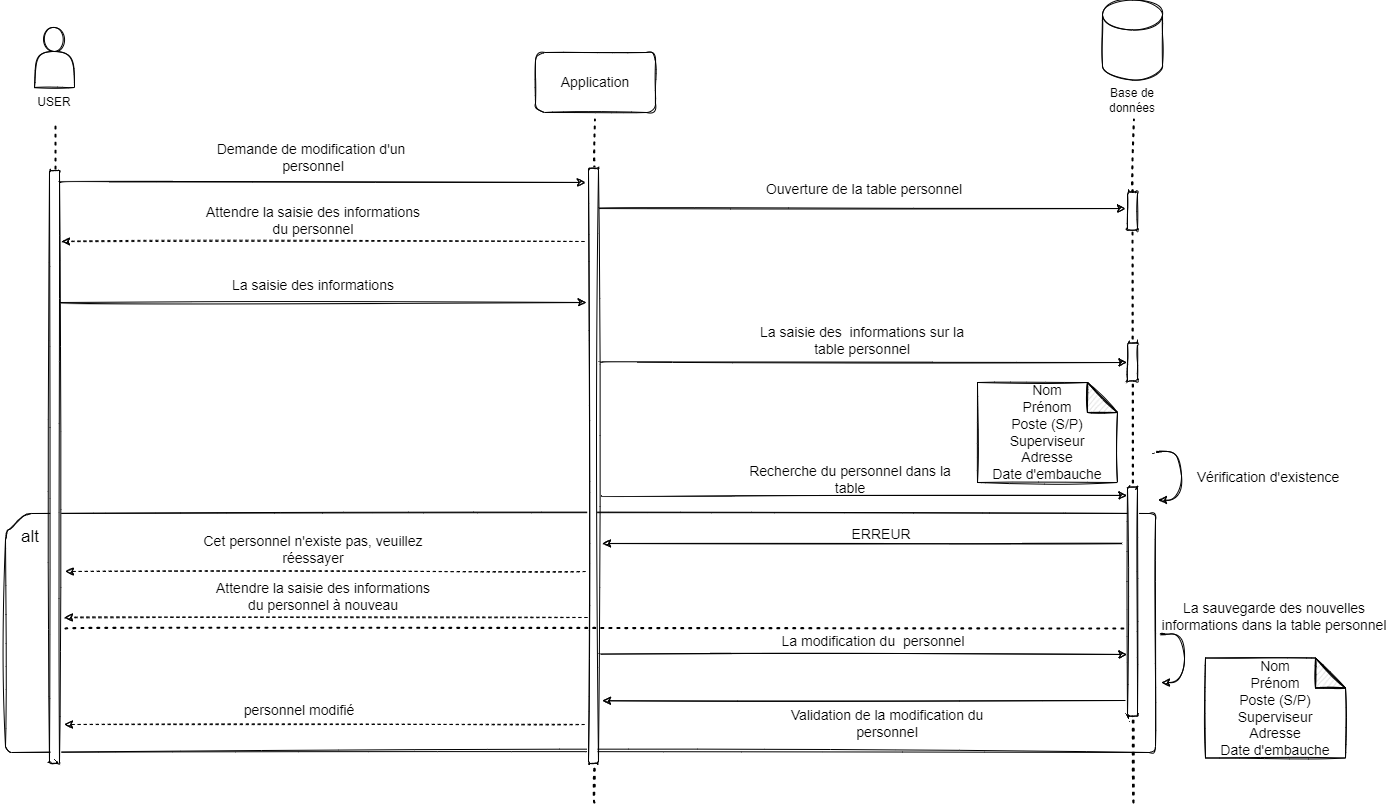 USER
Application
Base de
données
Demande de modification d'un
personnel
Ouverture de la table personnel
Attendre la saisie des informations
du personnel
La saisie des informations
La saisie des  informations sur la
table personnel
Nom
Prénom
Poste (S/P)
Superviseur
Adresse
Date d'embauche
Recherche du personnel dans la
table
Vérification d'existence
alt
ERREUR
Cet personnel n'existe pas, veuillez
réessayer
Attendre la saisie des informations
du personnel à nouveau
La sauvegarde des nouvelles
informations dans la table personnel
La modification du  personnel
Nom
Prénom
Poste (S/P)
Superviseur
Adresse
Date d'embauche
personnel modifié
Validation de la modification du
personnel